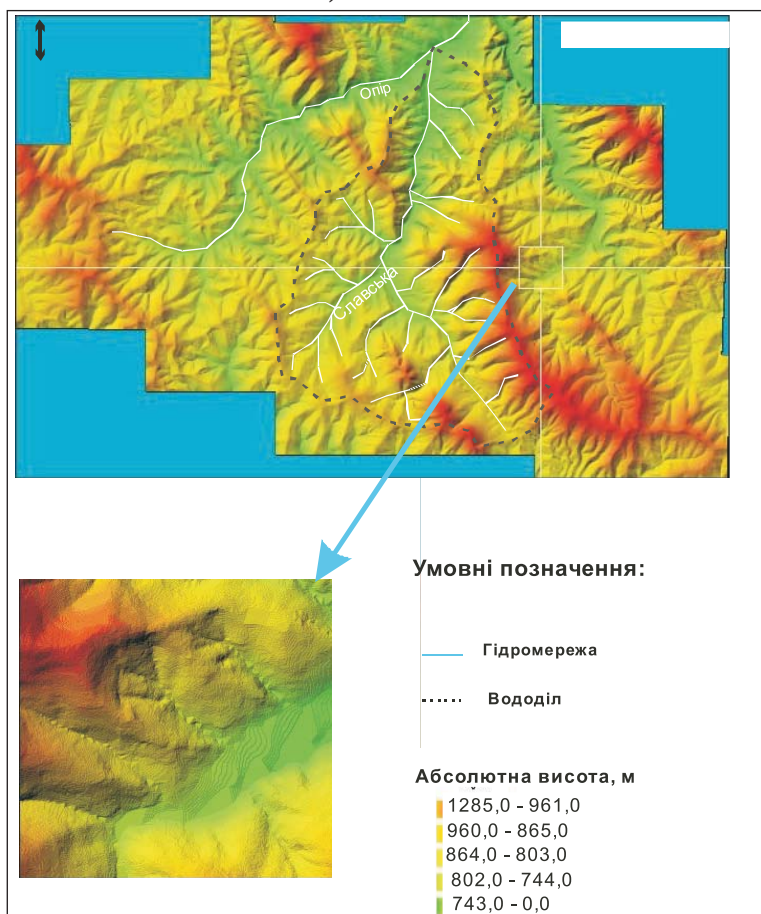 Опір
Славська
Умовні позначення:
Гідромережа
Вододіл
Абсолютна висота, м
1285,0 - 961,0
960,0 - 865,0
864,0 - 803,0
802,0 - 744,0
743,0 - 0,0